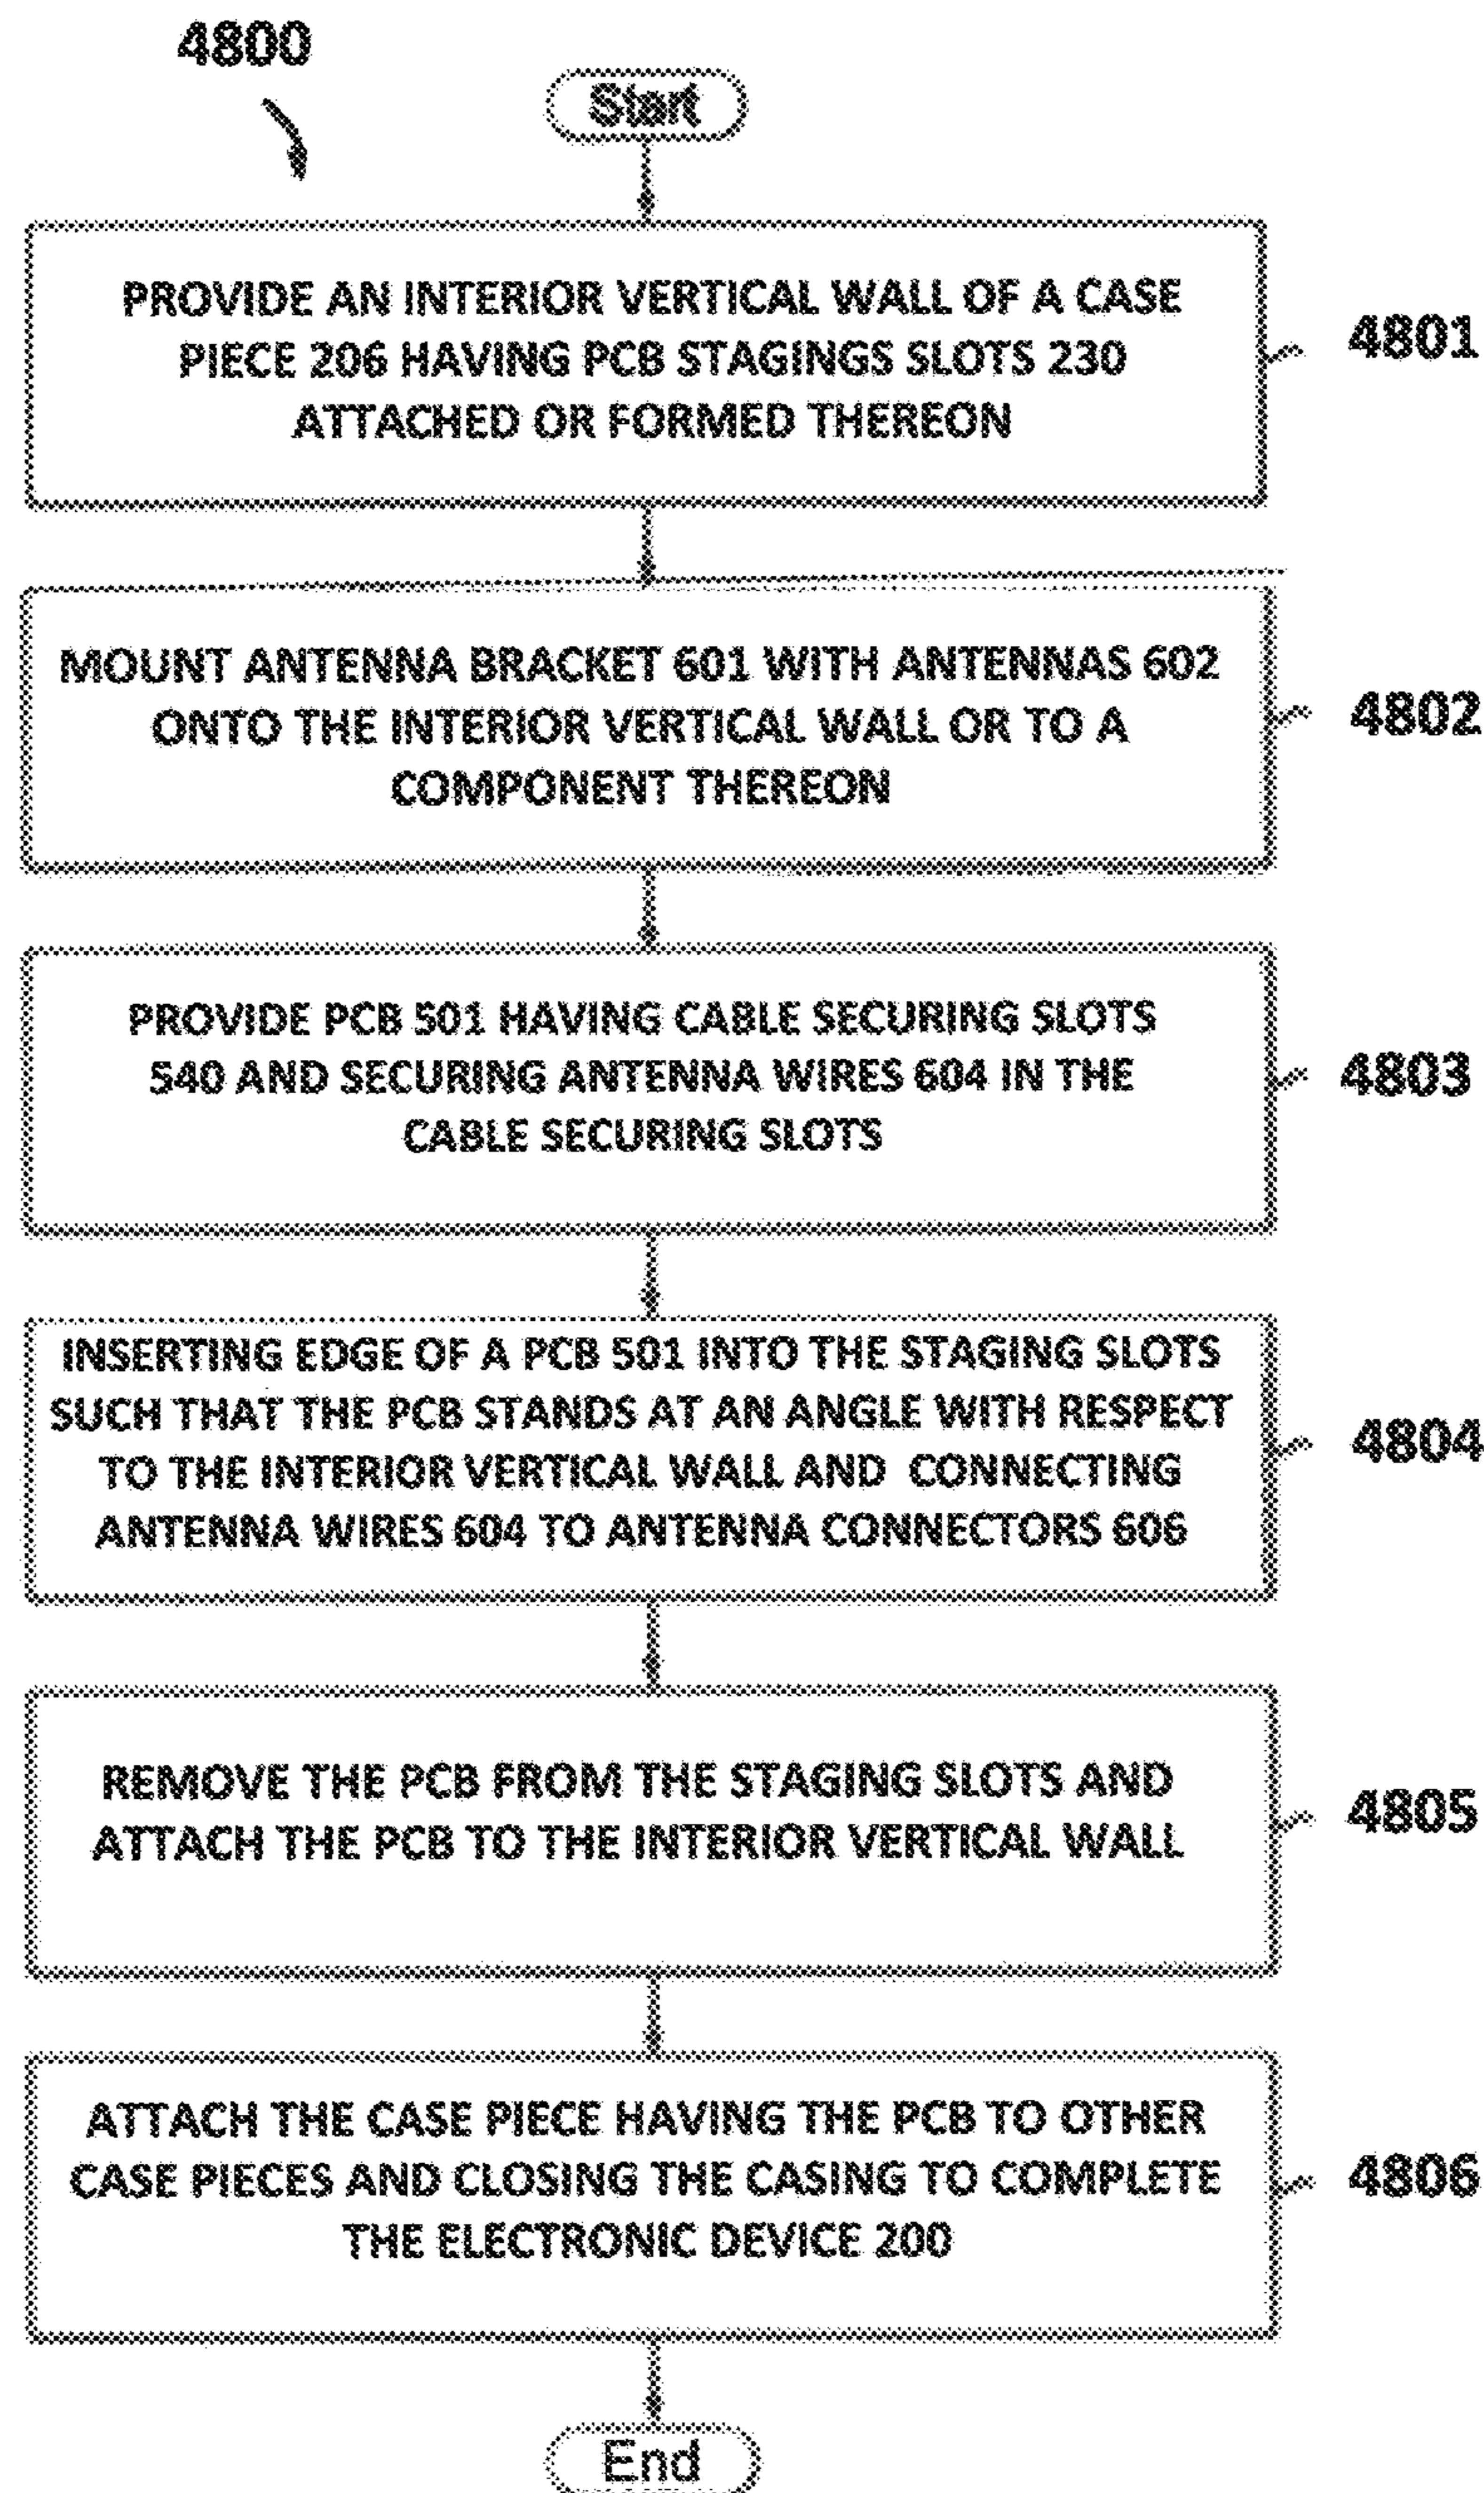 4800
Start
PROVIDE AN INTERIOR VERTICAL WALL OF A CASE
PIECE 206 HAVING PCB STAGINGS SLOTS 230
ATTACHED OR FORMED THEREON
4801
MOUNT ANTENNA BRACKET 601 WITH ANTENNAS 602
ONTO THE INTERIOR VERTICAL WALL OR TO A
COMPONENT THEREON
4802
PROVIDE PCB 501 HAVING CABLE SECURING SLOTS
540 AND SECURING ANTENNA WIRES 604 IN THE
CABLE SECURING SLOTS
4803
INSERTING EDGE OF A PCB 501 INTO THE STAGING SLOTS
SUCH THAT THE PCB STANDS AT AN ANGLE WITH RESPECT
TO THE INTERIOR VERTICAL WALL AND CONNECTING
ANTENNA WIRES 604 TO ANTENNA CONNECTORS 606
4804
REMOVE THE PCB FROM THE STAGING SLOTS AND
ATTACH THE PCB TO THE INTERIOR VERTICAL WALL
4805
ATTACH THE CASE PIECE HAVING THE PCB TO OTHER
CASE PIECES AND CLOSING THE CASING TO COMPLETE
THE ELECTRONIC DEVICE 200
4806
End